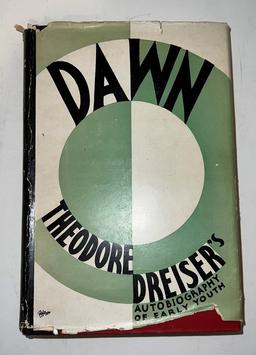 DAWN
THEODORE
DREISER'S
AUTOBIOGRAPHY
OF EARLY YOUTH